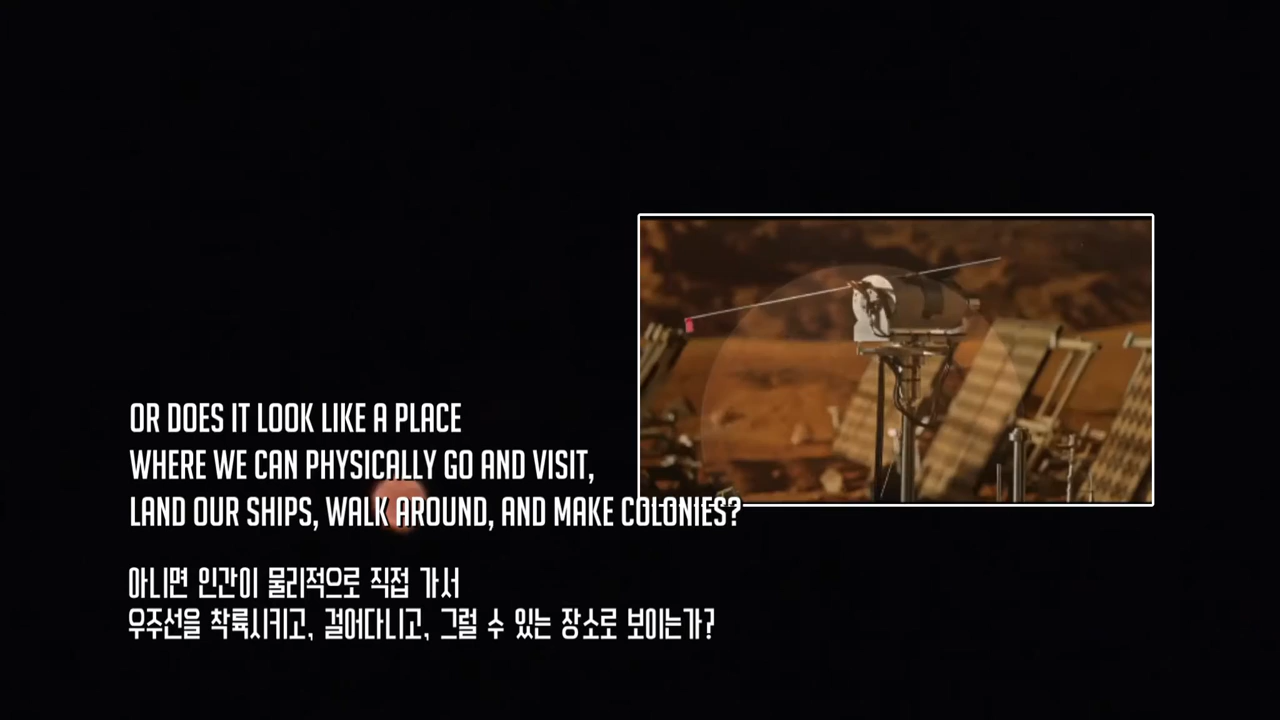 OR DOES IT LOOK LIKE A PLACE
WHERE WE CAN PHYSICALLY GO AND VISIT,
LAND OUR SHIPS, WALK AROUND, AND MAKE COLONIES?
아니면 인간이 물리적으로 직접 가서
우주선을 착륙시키고, 걸어다니고, 그럴 수 있는 장소로 보이는가?